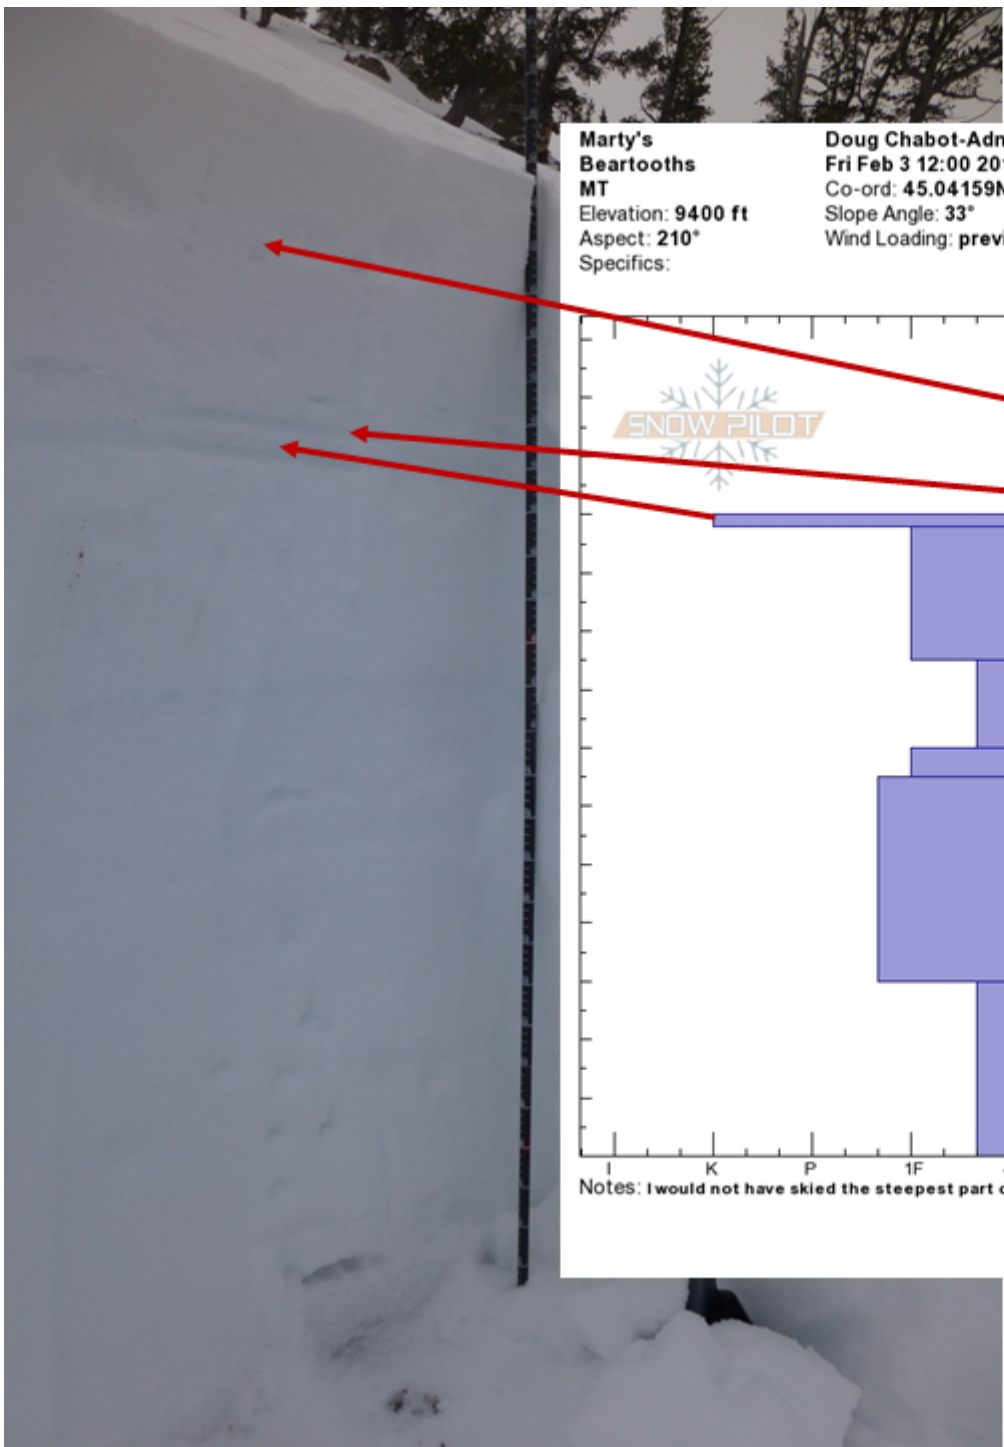 Marty's
Beartooths
MT
Elevation: 9400 ft
Aspect: 210°
Specifics:
Doug Chabot-Adn
Fri Feb 3 12:00 20
Co-ord: 45.04159N
Slope Angle: 33°
Wind Loading: previ
SNOW PILOT
I K P 1F
Notes: I would not have skied the steepest part